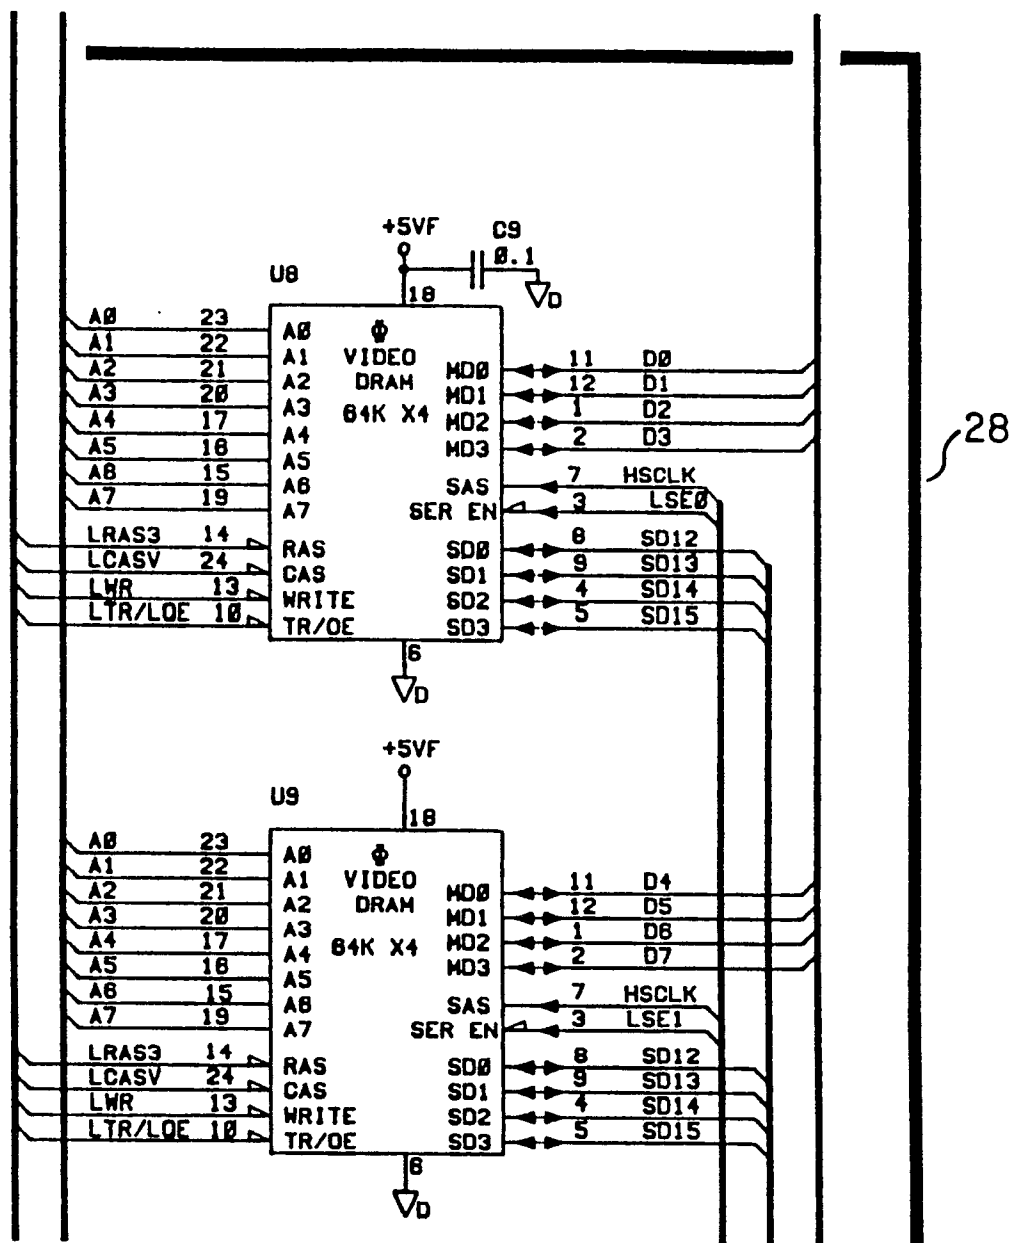 +5VF
C9
0.1
D
U8
18
A0 23 A0
A1 22 A1
A2 21 A2
A3 20 A3
A4 17 A4
A5 16 A5
A6 15 A6
A7 19 A7
Φ
VIDEO
DRAM
64K X4
MD0 11 D0
MD1 12 D1
MD2 1 D2
MD3 2 D3
SAS 7 HSCLK
SER EN 3 LSE0
LRAS3 14 RAS
LCASV 24 CAS
LWR 13 WRITE
LTR/LOE 10 TR/OE
SD0 8 SD12
SD1 9 SD13
SD2 4 SD14
SD3 5 SD15
6
D
28
+5VF
U9
18
A0 23 A0
A1 22 A1
A2 21 A2
A3 20 A3
A4 17 A4
A5 16 A5
A6 15 A6
A7 19 A7
Φ
VIDEO
DRAM
64K X4
MD0 11 D4
MD1 12 D5
MD2 1 D6
MD3 2 D7
SAS 7 HSCLK
SER EN 3 LSE1
LRAS3 14 RAS
LCASV 24 CAS
LWR 13 WRITE
LTR/LOE 10 TR/OE
SD0 8 SD12
SD1 9 SD13
SD2 4 SD14
SD3 5 SD15
6
D